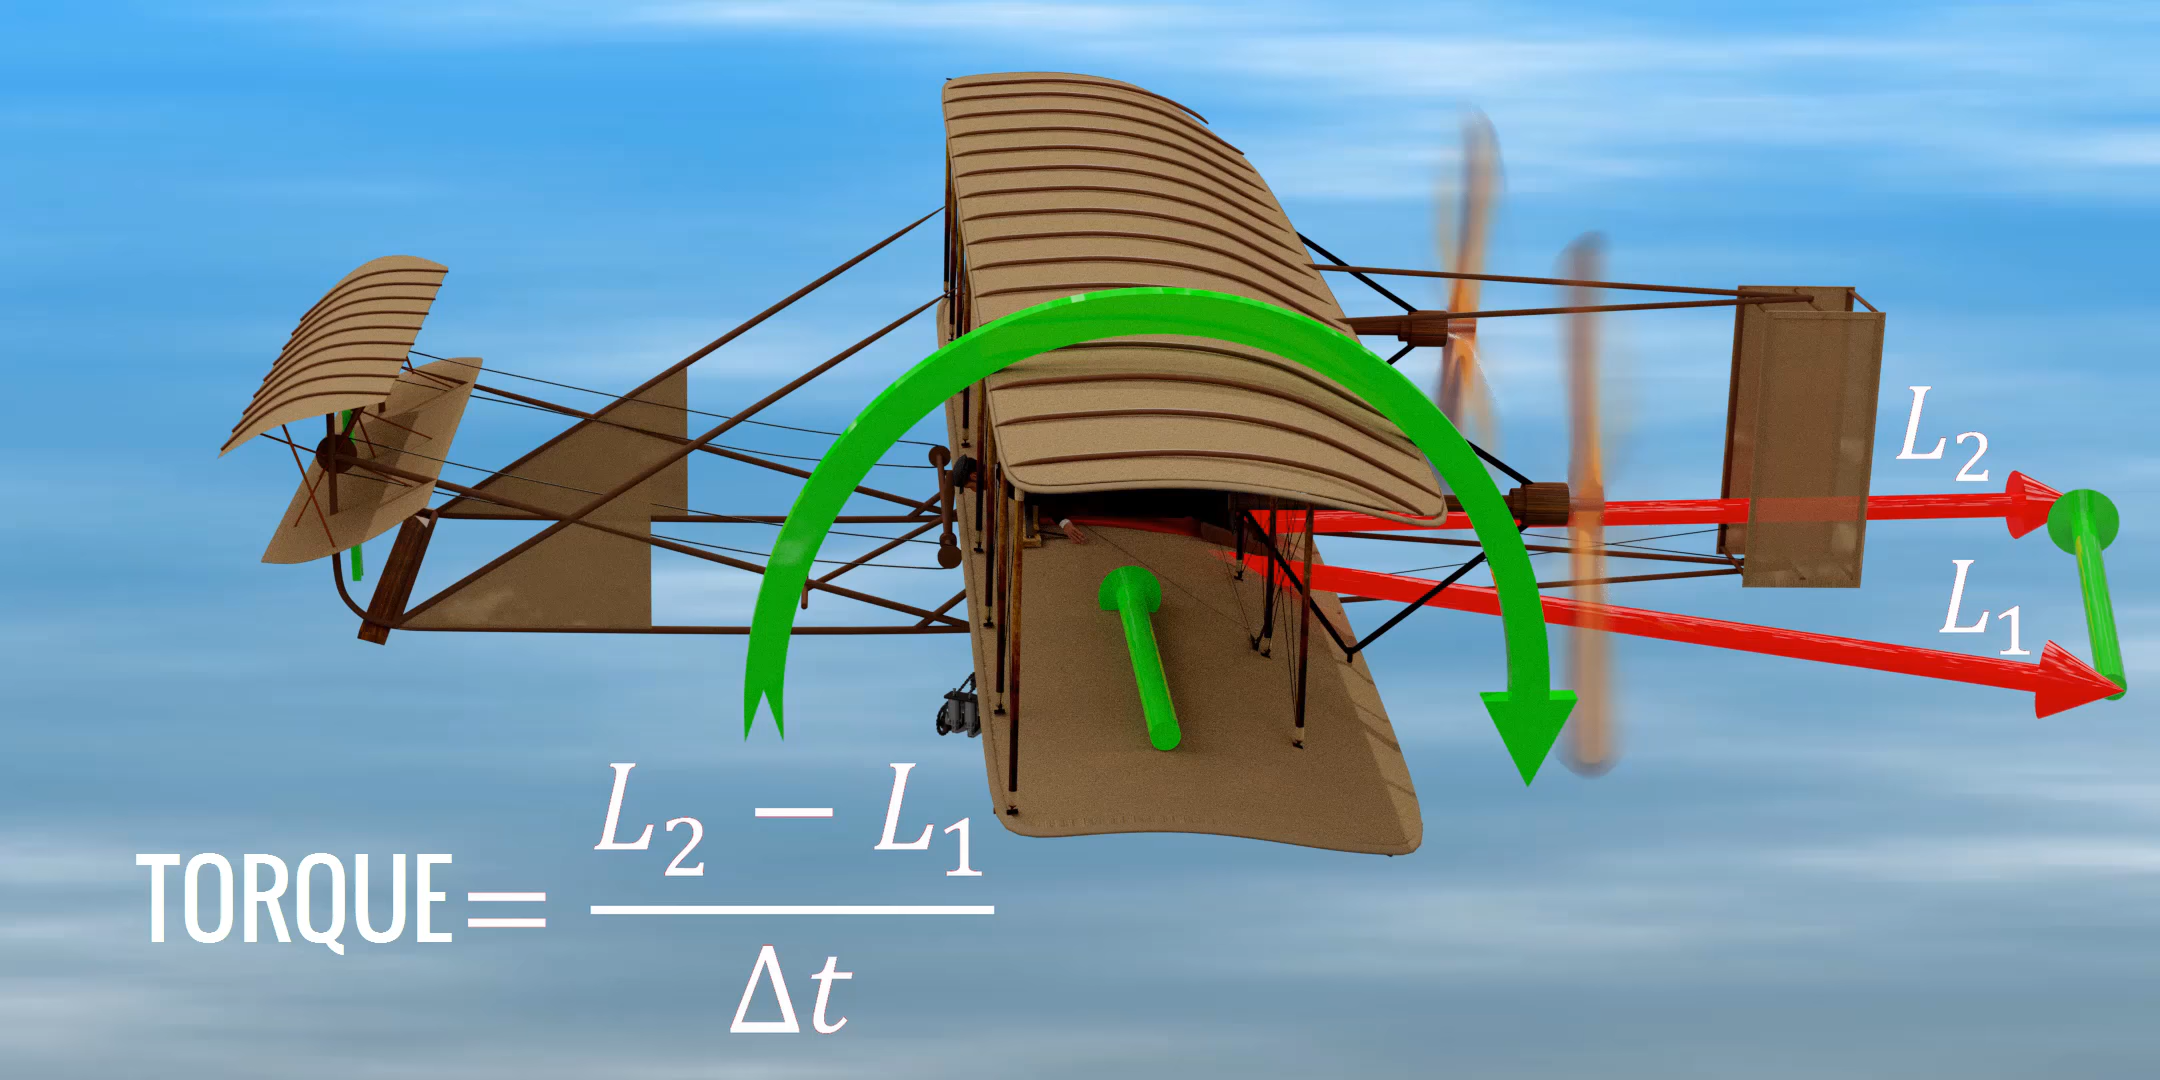 L₂
L₁
TORQUE = (L₂ − L₁) / Δt